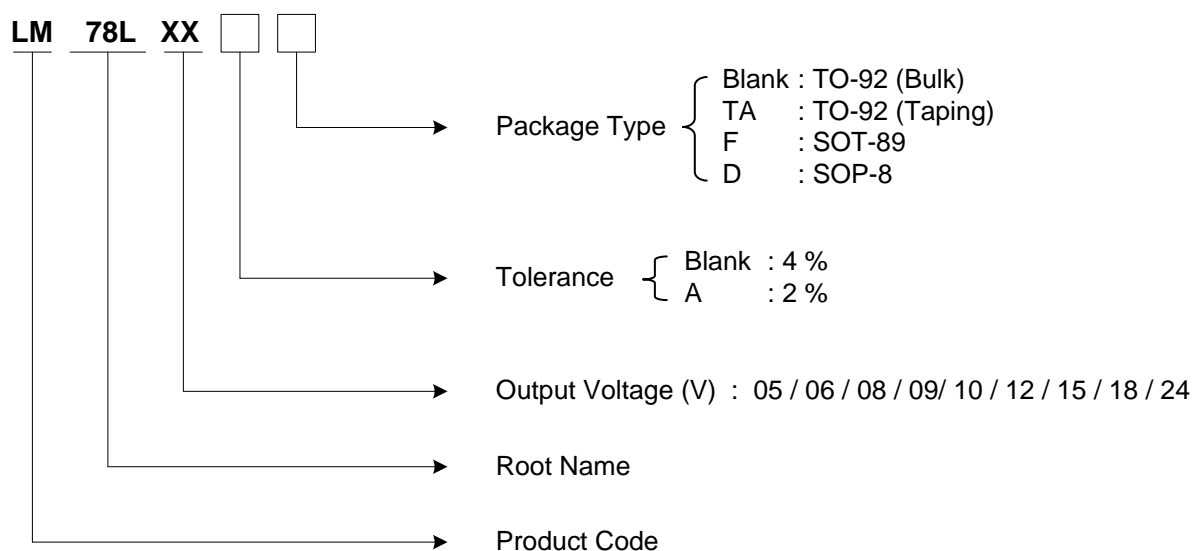 LM 78L XX
Package Type
Blank : TO-92 (Bulk)
TA : TO-92 (Taping)
F : SOT-89
D : SOP-8
Tolerance
Blank : 4 %
A : 2 %
Output Voltage (V) : 05 / 06 / 08 / 09/ 10 / 12 / 15 / 18 / 24
Root Name
Product Code